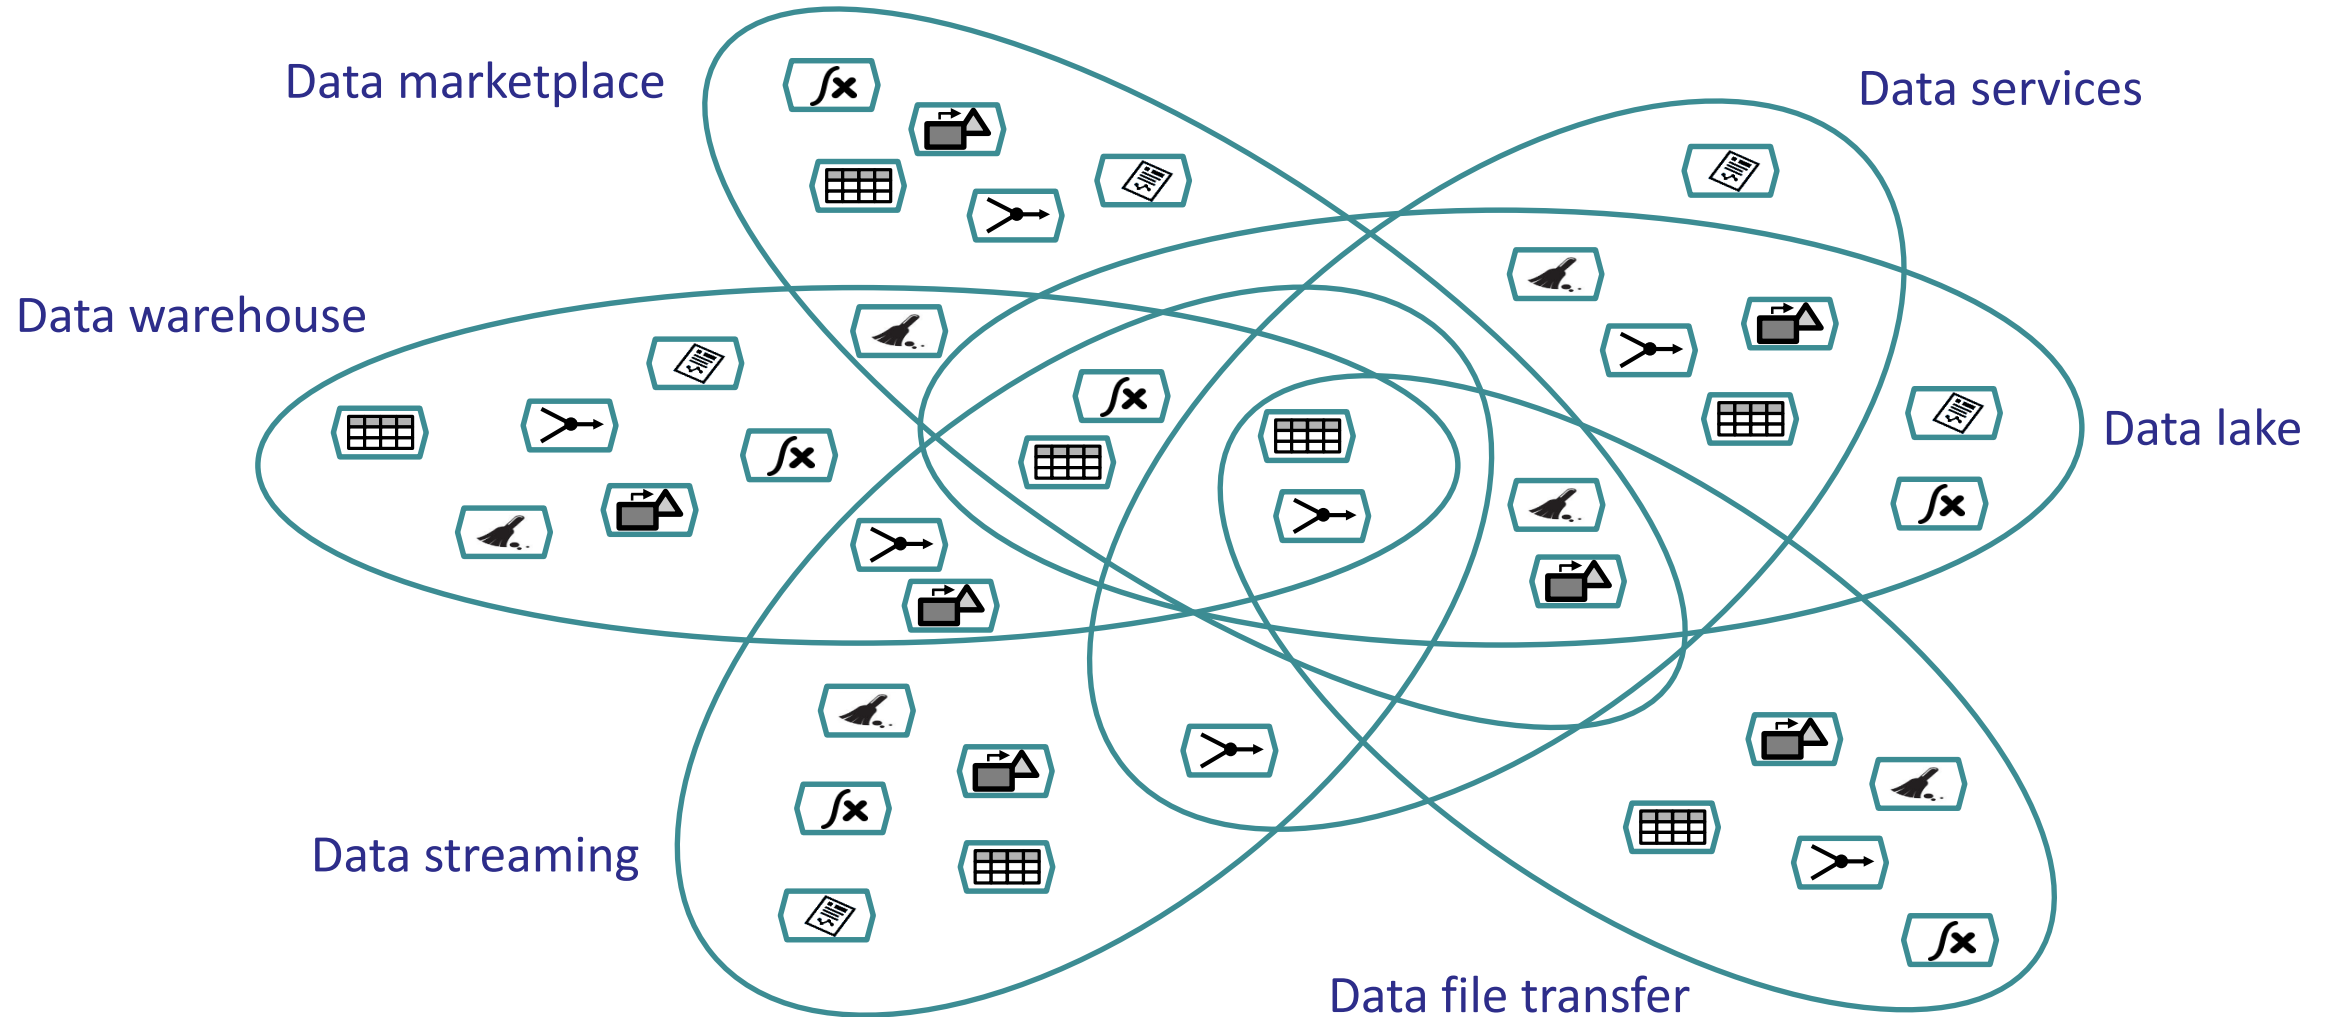 Data marketplace
Data services
Data warehouse
Data lake
Data streaming
Data file transfer